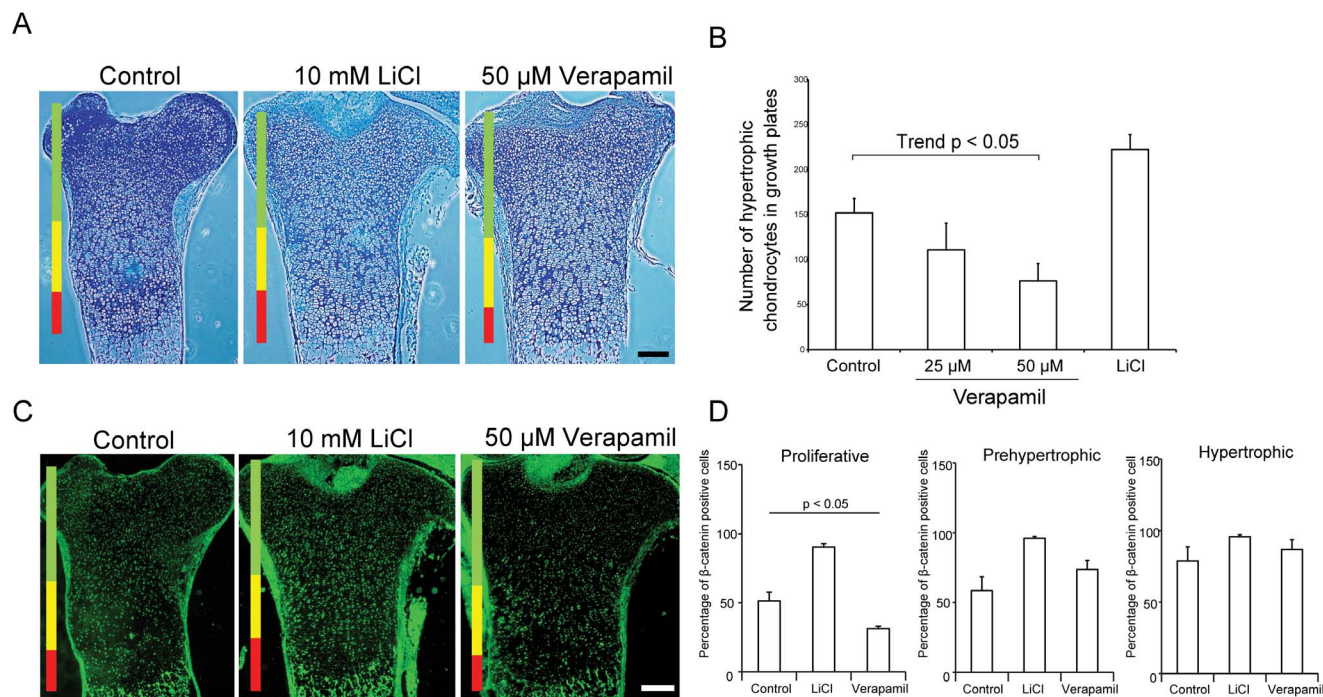 A
Control
10 mM LiCl
50 µM Verapamil
B
Number of hypertrophic
chondrocytes in growth plates
300
250
200
150
100
50
0
Trend p < 0.05
Control
25 µM
50 µM
LiCl
Verapamil
C
Control
10 mM LiCl
50 µM Verapamil
D
Proliferative
Percentage of β-catenin positive cells
150
100
50
0
p < 0.05
Control
LiCl
Verapamil
Prehypertrophic
Percentage of β-catenin positive cell
150
100
50
0
Control
LiCl
Verapamil
Hypertrophic
Percentage of β-catenin positive cells
150
100
50
0
Control
LiCl
Verapamil